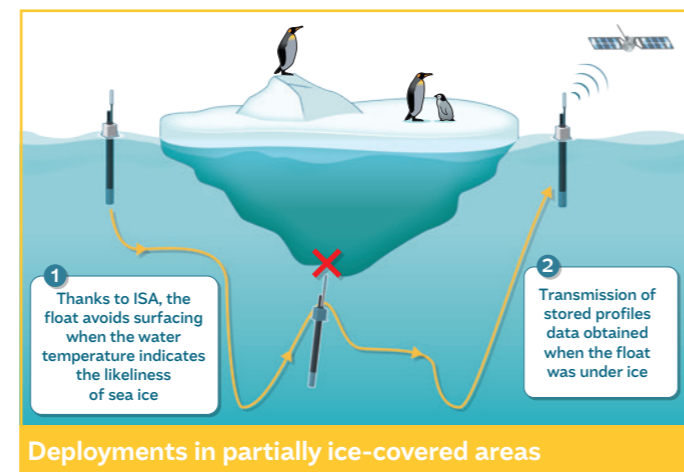 1
Thanks to ISA, the
float avoids surfacing
when the water
temperature indicates
the likeliness
of sea ice
2
Transmission of
stored profiles
data obtained
when the float
was under ice
Deployments in partially ice-covered areas